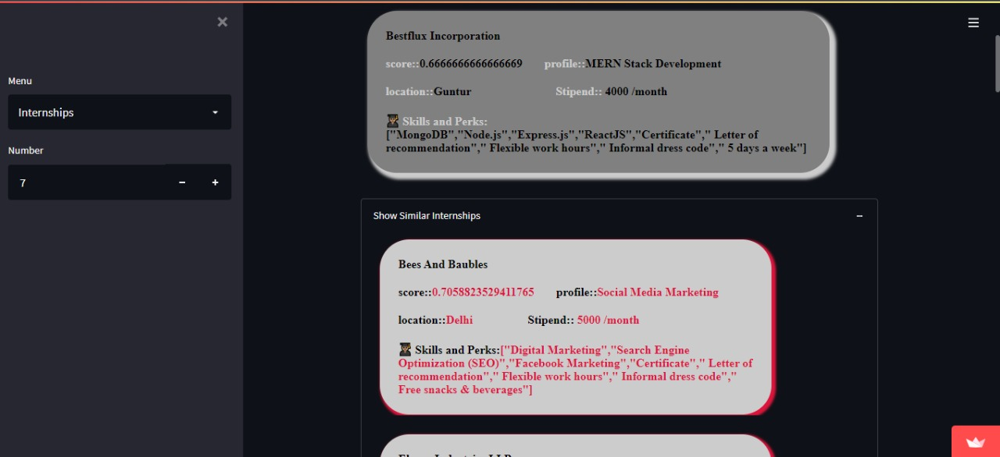 Menu
Internships
Number
7 − +
Bestflux Incorporation
score::0.6666666666666669 profile::MERN Stack Development
location::Guntur Stipend:: 4000 /month
Skills and Perks:
["MongoDB","Node.js","Express.js","ReactJS","Certificate"," Letter of
recommendation"," Flexible work hours"," Informal dress code"," 5 days a week"]
Show Similar Internships
Bees And Baubles
score::0.7058823529411765 profile::Social Media Marketing
location::Delhi Stipend:: 5000 /month
Skills and Perks:["Digital Marketing","Search Engine
Optimization (SEO)","Facebook Marketing","Certificate"," Letter of
recommendation"," Flexible work hours"," Informal dress code","
Free snacks & beverages"]